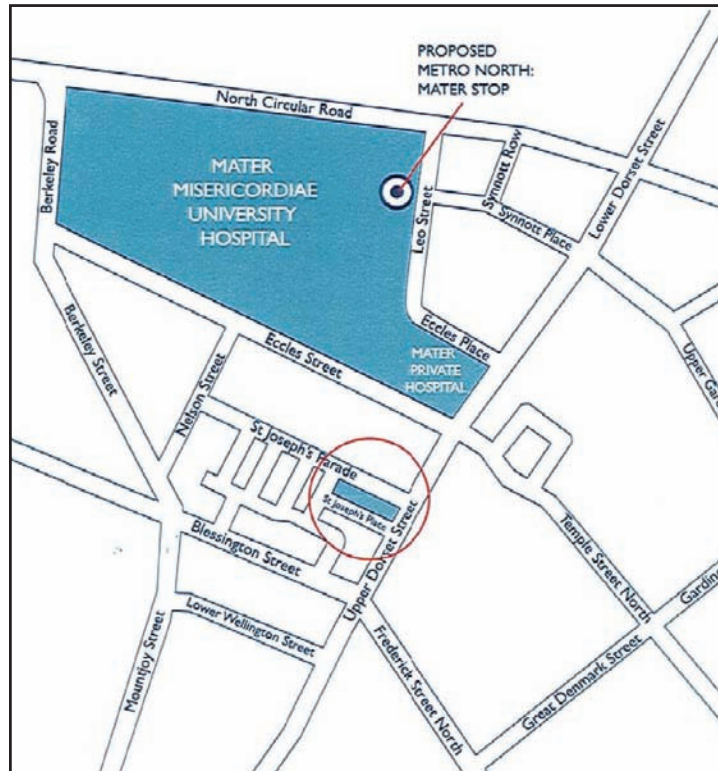 PROPOSED
METRO NORTH:
MATER STOP
North Circular Road
Berkeley Road
MATER
MISERICORDIAE
UNIVERSITY
HOSPITAL
Leo Street
Synnott Row
Synnott Place
Lower Dorset Street
Eccles Place
MATER
PRIVATE
HOSPITAL
Eccles Street
Berkeley Street
Nelson Street
Upper
St Joseph's Parade
St Joseph's Place
Upper Dorset Street
Blessington Street
Temple Street North
Lower Wellington Street
Mountjoy Street
Frederick Street North
Great Denmark Street